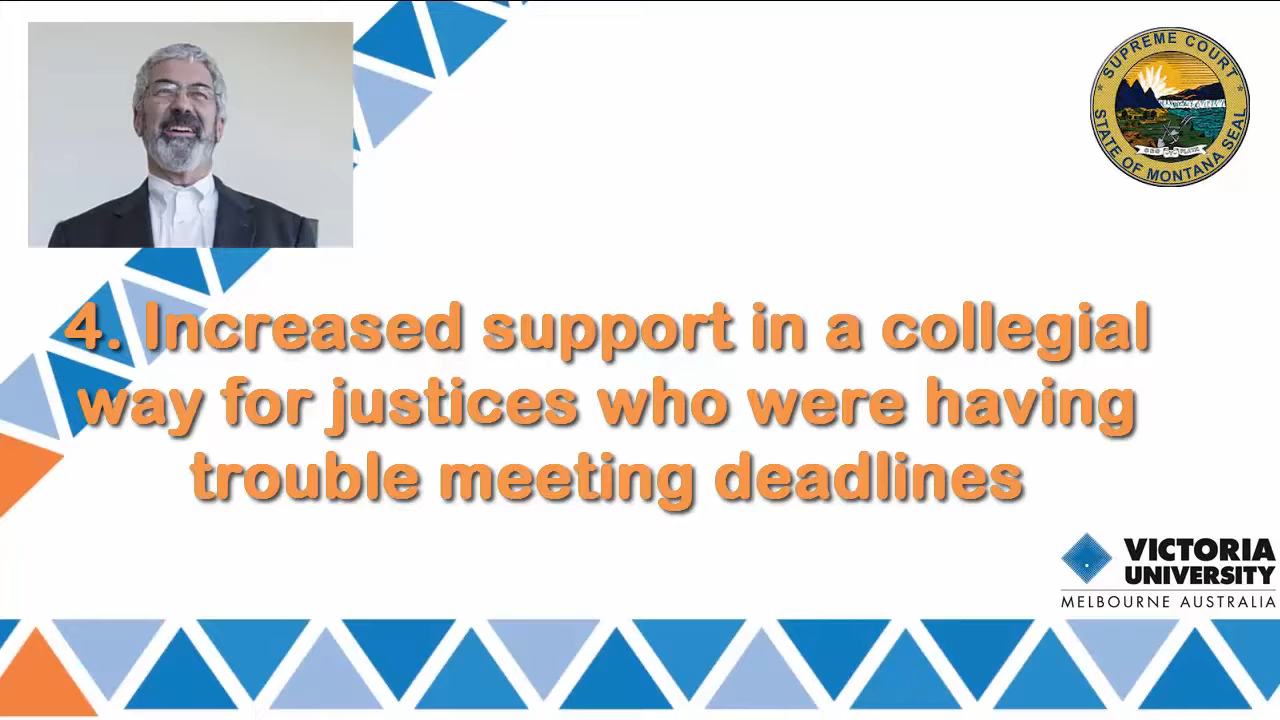 SUPREME COURT
STATE OF MONTANA SEAL
4. Increased support in a collegial
way for justices who were having
trouble meeting deadlines
VICTORIA
UNIVERSITY
MELBOURNE AUSTRALIA